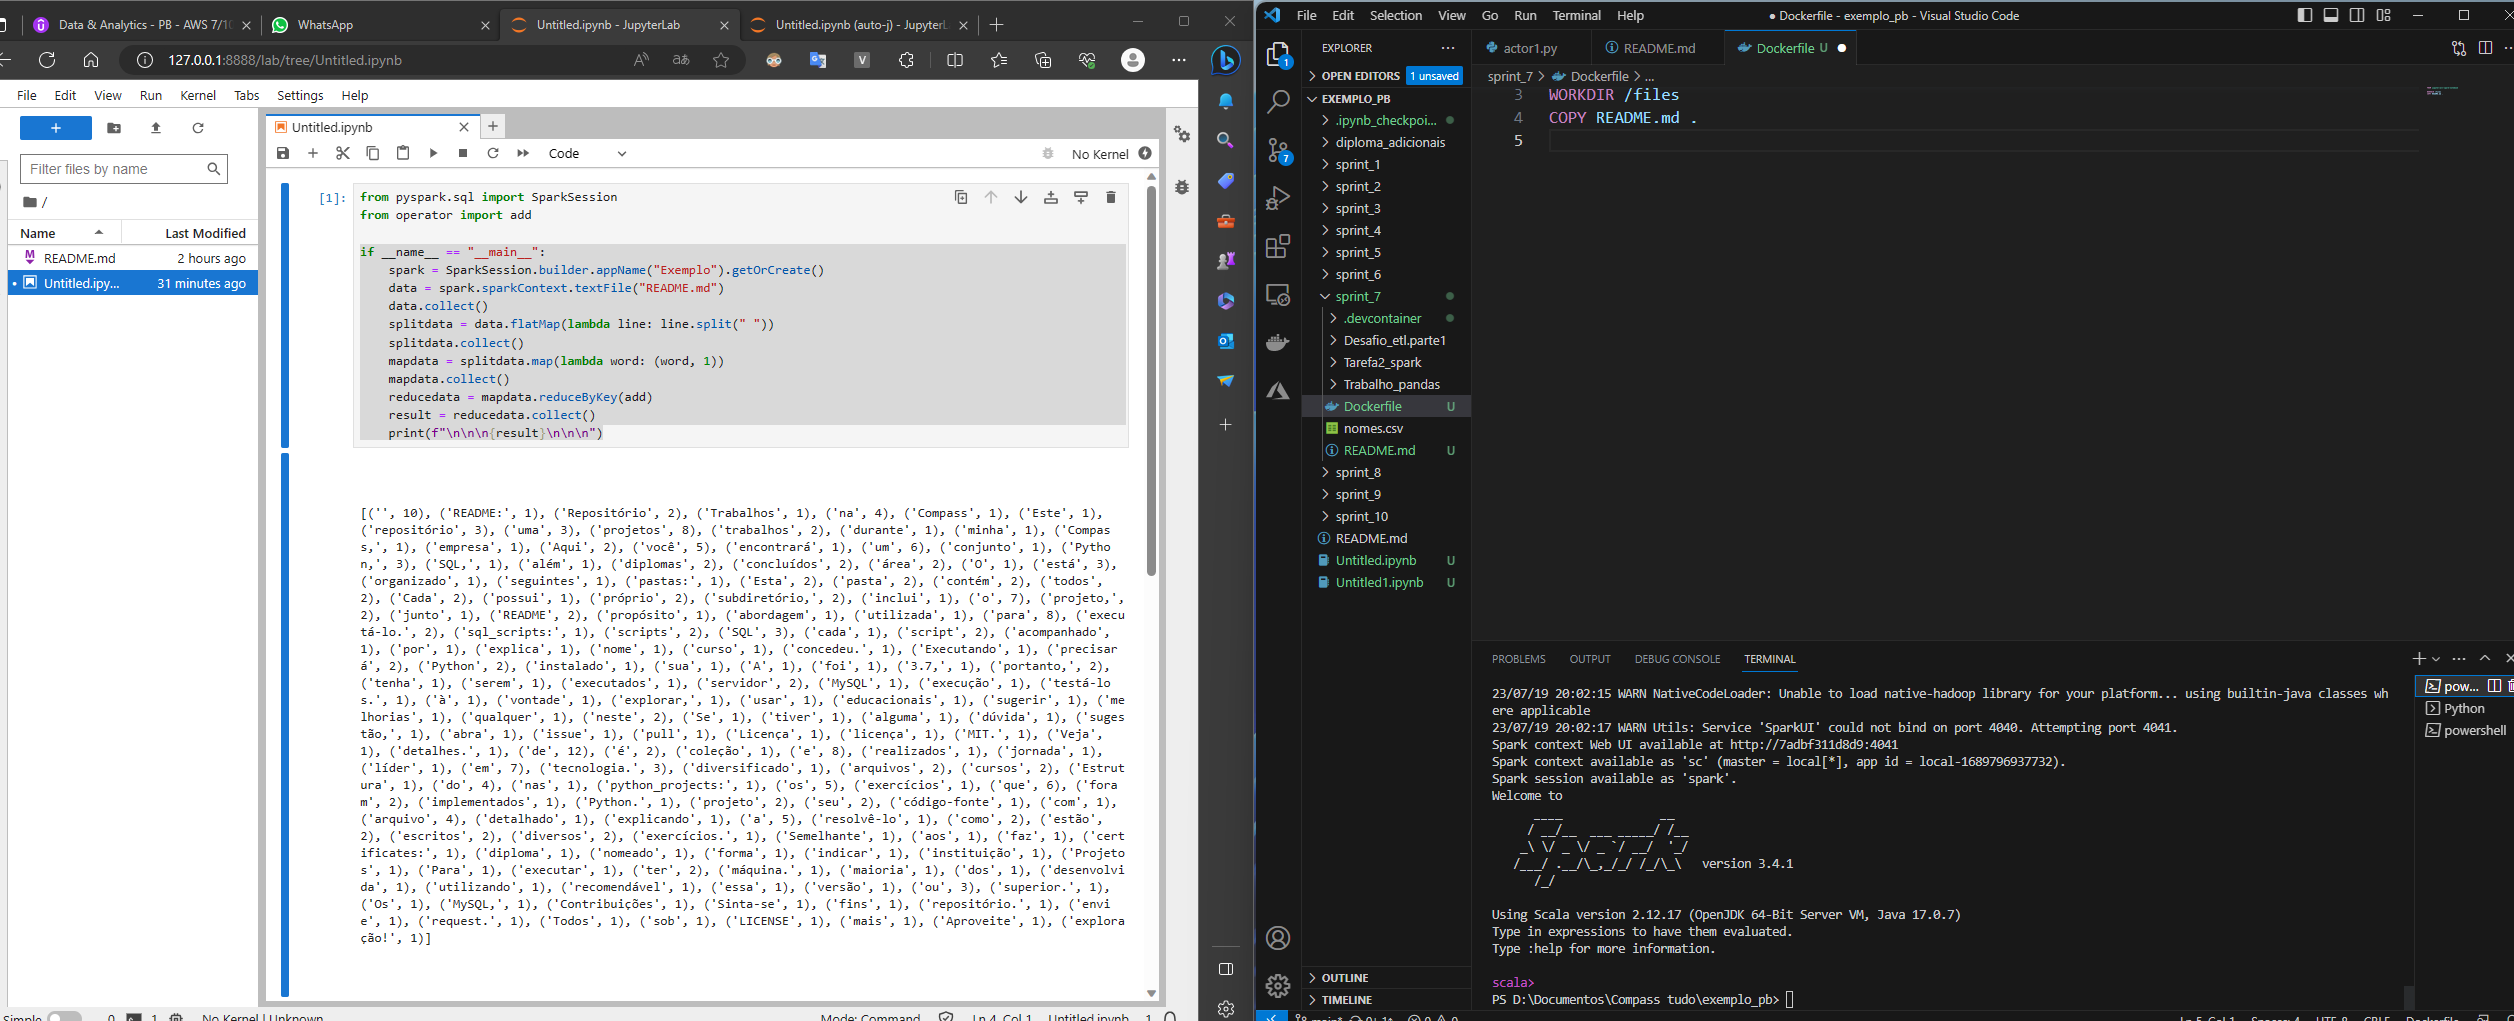 Data & Analytics - PB - AWS 7/10
WhatsApp
Untitled.ipynb - JupyterLab
Untitled.ipynb (auto-j) - JupyterL
127.0.0.1:8888/lab/tree/Untitled.ipynb
File Edit View Run Kernel Tabs Settings Help
Filter files by name
/
Name Last Modified
README.md 2 hours ago
Untitled.ipy... 31 minutes ago
Untitled.ipynb
Code
No Kernel
[1]:
from pyspark.sql import SparkSession
from operator import add
if __name__ == "__main__":
spark = SparkSession.builder.appName("Exemplo").getOrCreate()
data = spark.sparkContext.textFile("README.md")
data.collect()
splitdata = data.flatMap(lambda line: line.split(" "))
splitdata.collect()
mapdata = splitdata.map(lambda word: (word, 1))
mapdata.collect()
reducedata = mapdata.reduceByKey(add)
result = reducedata.collect()
print(f"\n\n\n{result}\n\n\n")
[('', 10), ('README:', 1), ('Repositório', 2), ('Trabalhos', 1), ('na', 4), ('Compass', 1), ('Este', 1),
('repositório', 3), ('uma', 3), ('projetos', 8), ('trabalhos', 2), ('durante', 1), ('minha', 1), ('Compas
s,', 1), ('empresa', 1), ('Aqui', 2), ('você', 5), ('encontrará', 1), ('um', 6), ('conjunto', 1), ('Pytho
n,', 3), ('SQL,', 1), ('além', 1), ('diplomas', 2), ('concluídos', 2), ('área', 2), ('O', 1), ('está', 3),
('organizado', 1), ('seguintes', 1), ('pastas:', 1), ('Esta', 2), ('pasta', 2), ('contém', 2), ('todos',
2), ('Cada', 2), ('possui', 1), ('próprio', 2), ('subdiretório,', 2), ('inclui', 1), ('o', 7), ('projeto,',
2), ('junto', 1), ('README', 2), ('propósito', 1), ('abordagem', 1), ('utilizada', 1), ('para', 8), ('execu
tá-lo.', 2), ('sql_scripts:', 1), ('scripts', 2), ('SQL', 3), ('cada', 1), ('script', 2), ('acompanhado',
1), ('por', 1), ('explica', 1), ('nome', 1), ('curso', 1), ('concedeu.', 1), ('Executando', 1), ('precisar
á', 2), ('Python', 2), ('instalado', 1), ('sua', 1), ('A', 1), ('foi', 1), ('3.7,', 1), ('portanto,', 2),
('tenha', 1), ('serem', 1), ('executados', 1), ('servidor', 2), ('MySQL', 1), ('execução', 1), ('testá-lo
s.', 1), ('à', 1), ('vontade', 1), ('explorar,', 1), ('usar', 1), ('educacionais', 1), ('sugerir', 1), ('me
lhorias', 1), ('qualquer', 1), ('neste', 2), ('Se', 1), ('tiver', 1), ('alguma', 1), ('dúvida', 1), ('suges
tão,', 1), ('abra', 1), ('issue', 1), ('pull', 1), ('Licença', 1), ('licença', 1), ('MIT.', 1), ('Veja',
1), ('detalhes.', 1), ('de', 12), ('é', 2), ('coleção', 1), ('e', 8), ('realizados', 1), ('jornada', 1),
('líder', 1), ('em', 7), ('tecnologia.', 3), ('diversificado', 1), ('arquivos', 2), ('cursos', 2), ('Estrut
ura', 1), ('do', 4), ('nas', 1), ('python_projects:', 1), ('os', 5), ('exercícios', 1), ('que', 6), ('fora
m', 2), ('implementados', 1), ('Python.', 1), ('projeto', 2), ('seu', 2), ('código-fonte', 1), ('com', 1),
('arquivo', 4), ('detalhado', 1), ('explicando', 1), ('a', 5), ('resolvê-lo', 1), ('como', 2), ('estão',
2), ('escritos', 2), ('diversos', 2), ('exercícios.', 1), ('Semelhante', 1), ('aos', 1), ('faz', 1), ('cert
ificates:', 1), ('diploma', 1), ('nomeado', 1), ('forma', 1), ('indicar', 1), ('instituição', 1), ('Projeto
s', 1), ('Para', 1), ('executar', 1), ('ter', 2), ('máquina.', 1), ('maioria', 1), ('dos', 1), ('desenvolvi
da', 1), ('utilizando', 1), ('recomendável', 1), ('essa', 1), ('versão', 1), ('ou', 3), ('superior.', 1),
('Os', 1), ('MySQL,', 1), ('Contribuições', 1), ('Sinta-se', 1), ('fins', 1), ('repositório.', 1), ('envi
e', 1), ('request.', 1), ('Todos', 1), ('sob', 1), ('LICENSE', 1), ('mais', 1), ('Aproveite', 1), ('explora
ção!', 1)]
Simple 0 1 No Kernel | Unknown Mode: Command Ln 4, Col 1 Untitled.ipynb 1
File Edit Selection View Go Run Terminal Help
● Dockerfile - exemplo_pb - Visual Studio Code
EXPLORER
OPEN EDITORS 1 unsaved
EXEMPLO_PB
.ipynb_checkpoi...
diploma_adicionais
sprint_1
sprint_2
sprint_3
sprint_4
sprint_5
sprint_6
sprint_7
.devcontainer
Desafio_etl.parte1
Tarefa2_spark
Trabalho_pandas
Dockerfile U
nomes.csv
README.md U
sprint_8
sprint_9
sprint_10
README.md
Untitled.ipynb U
Untitled1.ipynb U
OUTLINE
TIMELINE
1
7
actor1.py
README.md
Dockerfile U
sprint_7 > Dockerfile > ...
3 WORKDIR /files
4 COPY README.md .
5
PROBLEMS OUTPUT DEBUG CONSOLE TERMINAL
23/07/19 20:02:15 WARN NativeCodeLoader: Unable to load native-hadoop library for your platform... using builtin-java classes wh
ere applicable
23/07/19 20:02:17 WARN Utils: Service 'SparkUI' could not bind on port 4040. Attempting port 4041.
Spark context Web UI available at http://7adbf311d8d9:4041
Spark context available as 'sc' (master = local[*], app id = local-1689796937732).
Spark session available as 'spark'.
Welcome to
version 3.4.1
Using Scala version 2.12.17 (OpenJDK 64-Bit Server VM, Java 17.0.7)
Type in expressions to have them evaluated.
Type :help for more information.
scala>
PS D:\Documentos\Compass tudo\exemplo_pb>
pow...
Python
powershell